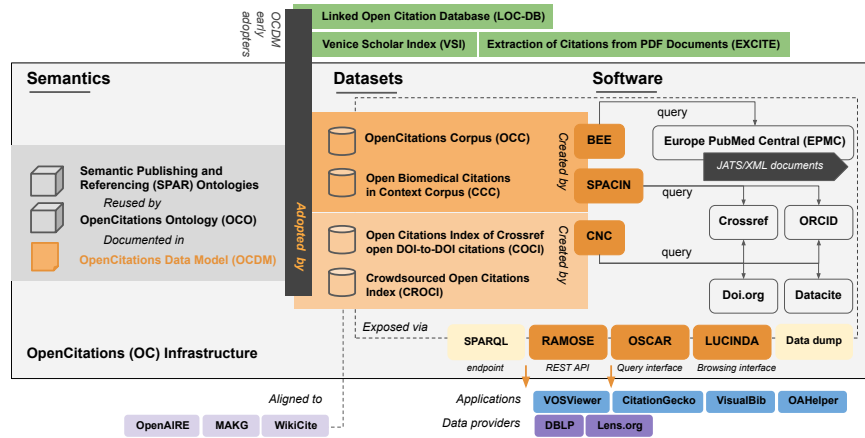 OCDM
early
adopters
Linked Open Citation Database (LOC-DB)
Venice Scholar Index (VSI)
Extraction of Citations from PDF Documents (EXCITE)
Semantics
Datasets
Software
Semantic Publishing and
Referencing (SPAR) Ontologies
Reused by
OpenCitations Ontology (OCO)
Documented in
OpenCitations Data Model (OCDM)
Adopted by
OpenCitations Corpus (OCC)
Open Biomedical Citations
in Context Corpus (CCC)
Open Citations Index of Crossref
open DOI-to-DOI citations (COCI)
Crowdsourced Open Citations
Index (CROCI)
Created by
Created by
BEE
SPACIN
CNC
query
Europe PubMed Central (EPMC)
JATS/XML documents
query
Crossref
ORCID
query
Doi.org
Datacite
Exposed via
SPARQL
RAMOSE
OSCAR
LUCINDA
Data dump
endpoint
REST API
Query interface
Browsing interface
OpenCitations (OC) Infrastructure
Aligned to
OpenAIRE
MAKG
WikiCite
Applications
VOSViewer
CitationGecko
VisualBib
OAHelper
Data providers
DBLP
Lens.org